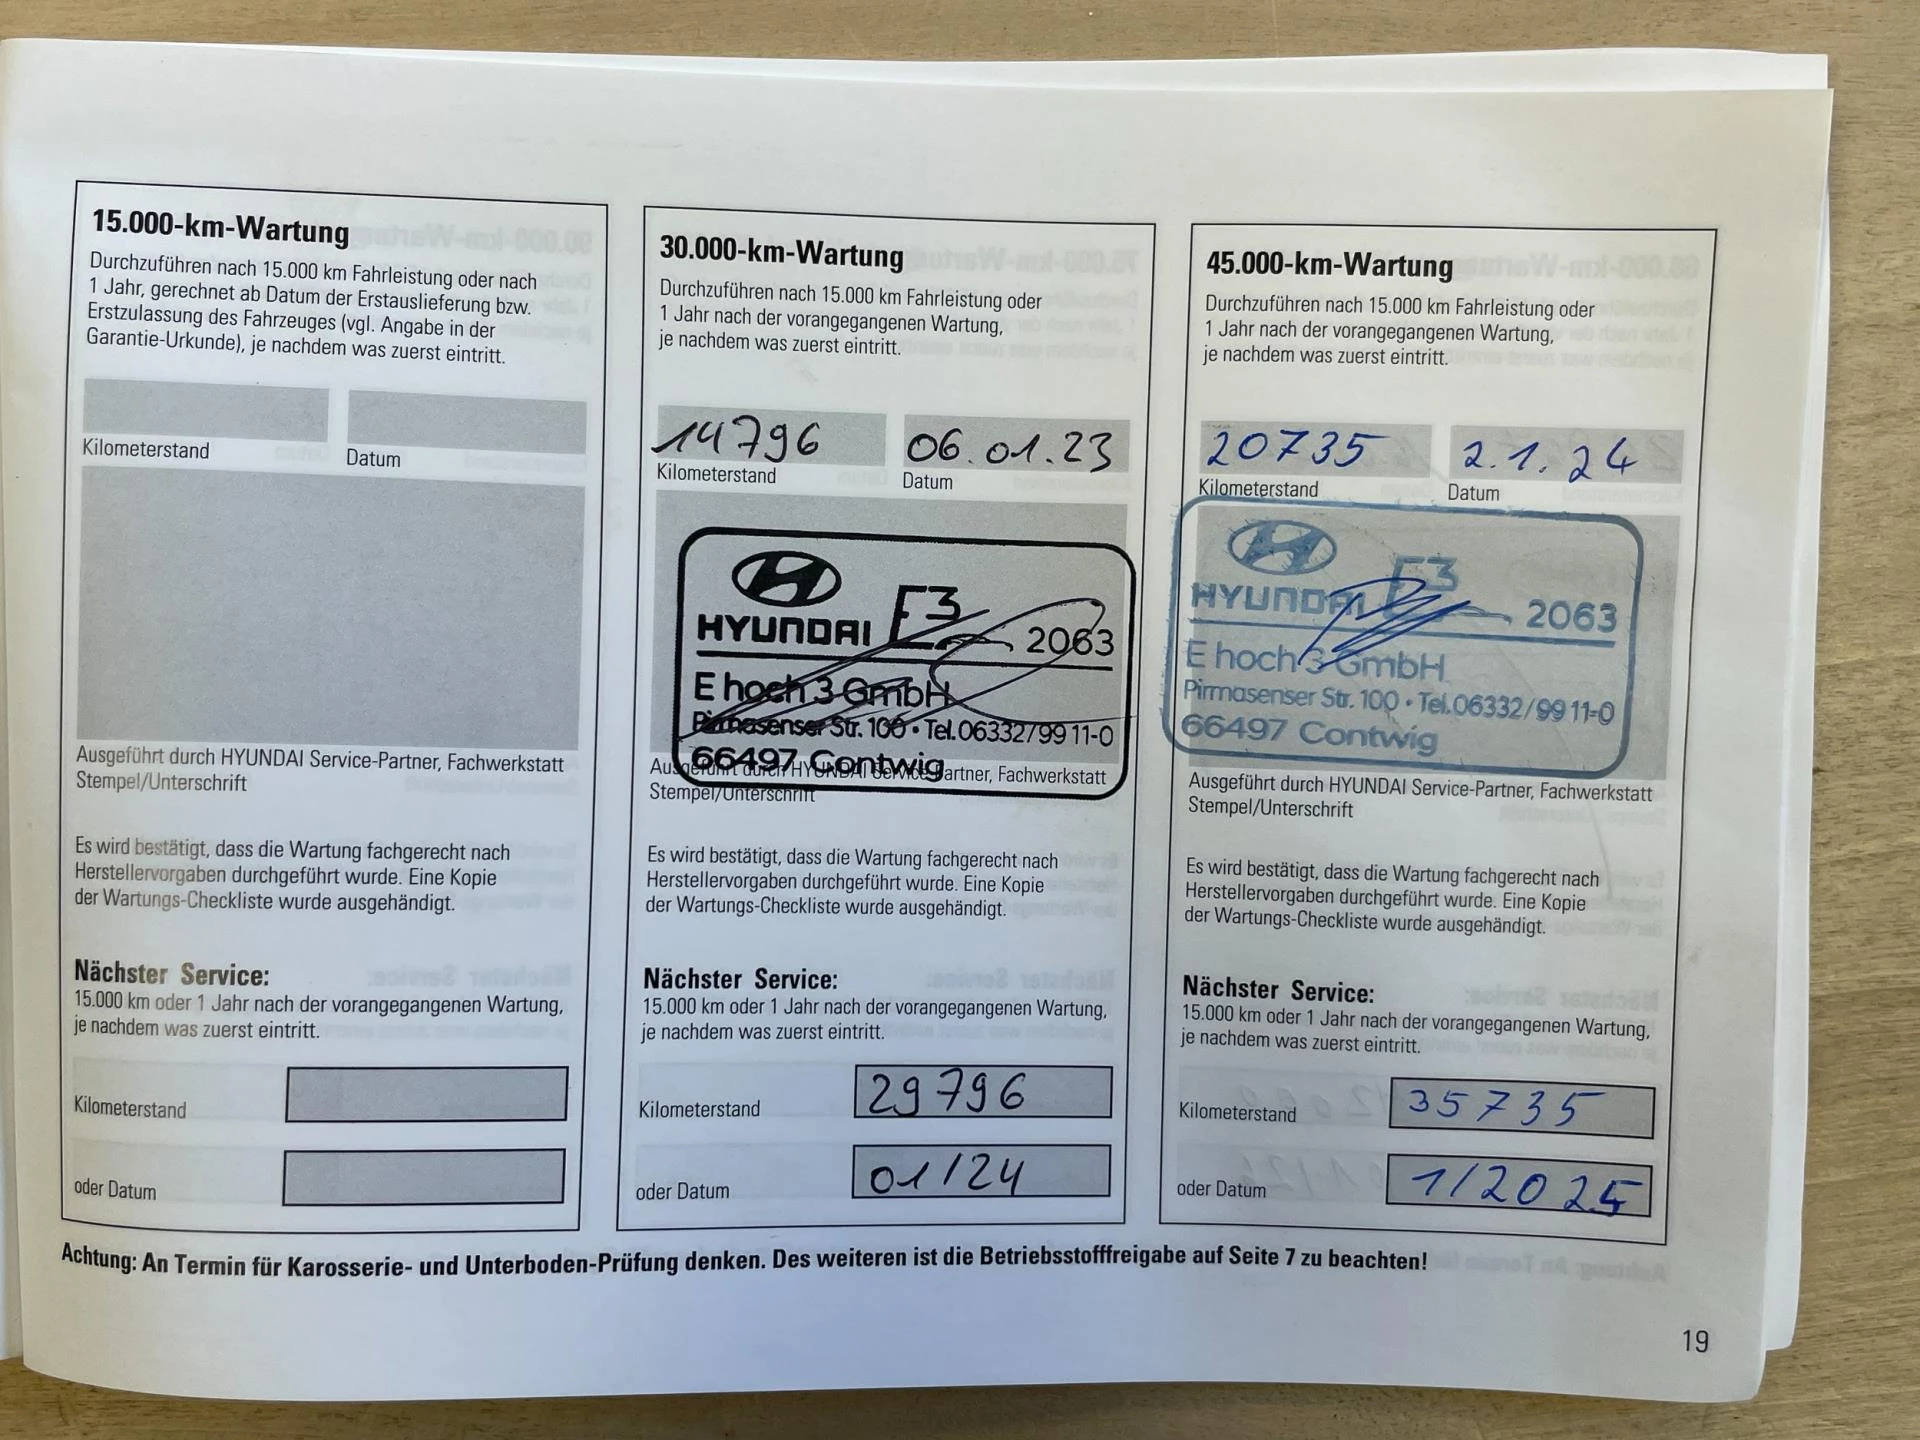 15.000-km-Wartung
Durchzuführen nach 15.000 km Fahrleistung oder nach
1 Jahr, gerechnet ab Datum der Erstauslieferung bzw.
Erstzulassung des Fahrzeuges (vgl. Angabe in der
Garantie-Urkunde), je nachdem was zuerst eintritt.
Kilometerstand
Datum
Ausgeführt durch HYUNDAI Service-Partner, Fachwerkstatt
Stempel/Unterschrift
Es wird bestätigt, dass die Wartung fachgerecht nach
Herstellervorgaben durchgeführt wurde. Eine Kopie
der Wartungs-Checkliste wurde ausgehändigt.
Nächster Service:
15.000 km oder 1 Jahr nach der vorangegangenen Wartung,
je nachdem was zuerst eintritt.
Kilometerstand
oder Datum
30.000-km-Wartung
Durchzuführen nach 15.000 km Fahrleistung oder
1 Jahr nach der vorangegangenen Wartung,
je nachdem was zuerst eintritt.
14796 06.01.23
Kilometerstand Datum
HYUNDAI E3 2063
E hoch 3 GmbH
Pirmasenser Str. 100 • Tel. 06332/99 11-0
66497 Contwig
Ausgeführt durch HYUNDAI Service-Partner, Fachwerkstatt
Stempel/Unterschrift
Es wird bestätigt, dass die Wartung fachgerecht nach
Herstellervorgaben durchgeführt wurde. Eine Kopie
der Wartungs-Checkliste wurde ausgehändigt.
Nächster Service:
15.000 km oder 1 Jahr nach der vorangegangenen Wartung,
je nachdem was zuerst eintritt.
Kilometerstand 29796
oder Datum 01/24
45.000-km-Wartung
Durchzuführen nach 15.000 km Fahrleistung oder
1 Jahr nach der vorangegangenen Wartung,
je nachdem was zuerst eintritt.
20735 2.1.24
Kilometerstand Datum
HYUNDAI E3 2063
E hoch 3 GmbH
Pirmasenser Str. 100 • Tel. 06332/99 11-0
66497 Contwig
Ausgeführt durch HYUNDAI Service-Partner, Fachwerkstatt
Stempel/Unterschrift
Es wird bestätigt, dass die Wartung fachgerecht nach
Herstellervorgaben durchgeführt wurde. Eine Kopie
der Wartungs-Checkliste wurde ausgehändigt.
Nächster Service:
15.000 km oder 1 Jahr nach der vorangegangenen Wartung,
je nachdem was zuerst eintritt.
Kilometerstand 35735
oder Datum 1/2025
Achtung: An Termin für Karosserie- und Unterboden-Prüfung denken. Des weiteren ist die Betriebsstofffreigabe auf Seite 7 zu beachten!
19